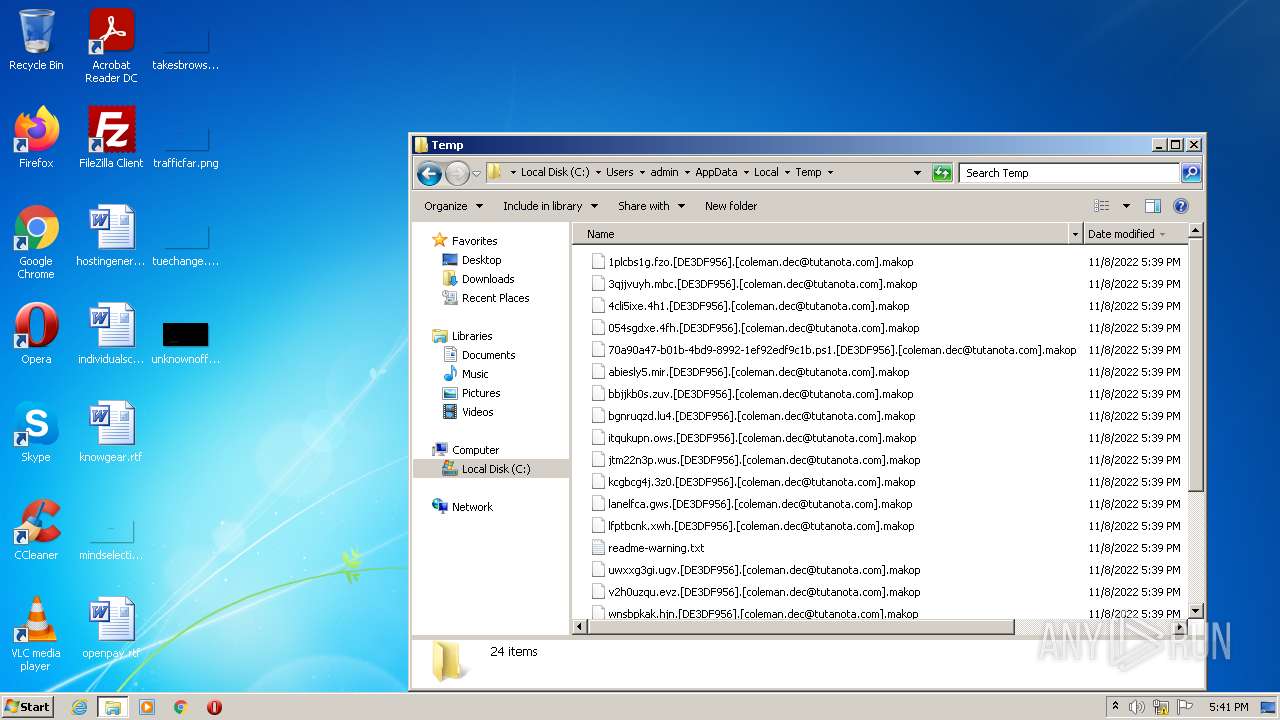 Recycle Bin
Acrobat
Reader DC
takesbrows...
Firefox
FileZilla Client
trafficfar.png
Google
Chrome
hostingener...
tuechange....
Opera
individualsc...
unknownoff...
Skype
knowgear.rtf
CCleaner
mindselecti...
VLC media
player
openpay.rtf
Temp
Local Disk (C:) Users admin AppData Local Temp
Search Temp
Organize Include in library Share with New folder
Favorites
Desktop
Downloads
Recent Places
Libraries
Documents
Music
Pictures
Videos
Computer
Local Disk (C:)
Network
Name Date modified
1plcbs1g.fzo.[DE3DF956].[coleman.dec@tutanota.com].makop 11/8/2022 5:39 PM
3qjjvuyh.mbc.[DE3DF956].[coleman.dec@tutanota.com].makop 11/8/2022 5:39 PM
4cli5ixe.4h1.[DE3DF956].[coleman.dec@tutanota.com].makop 11/8/2022 5:39 PM
054sgdxe.4fh.[DE3DF956].[coleman.dec@tutanota.com].makop 11/8/2022 5:39 PM
70a90a47-b01b-4bd9-8992-1ef92adf9c1b.ps1.[DE3DF956].[coleman.dec@tutanota.com].makop 11/8/2022 5:39 PM
abiesly5.mir.[DE3DF956].[coleman.dec@tutanota.com].makop 11/8/2022 5:39 PM
bbjjkb0s.zuv.[DE3DF956].[coleman.dec@tutanota.com].makop 11/8/2022 5:39 PM
bgnruqzd.lu4.[DE3DF956].[coleman.dec@tutanota.com].makop 11/8/2022 5:39 PM
itqukupn.ows.[DE3DF956].[coleman.dec@tutanota.com].makop 11/8/2022 5:39 PM
jtm22n3p.wus.[DE3DF956].[coleman.dec@tutanota.com].makop 11/8/2022 5:39 PM
kcgbcg4j.3z0.[DE3DF956].[coleman.dec@tutanota.com].makop 11/8/2022 5:39 PM
lanelfca.gws.[DE3DF956].[coleman.dec@tutanota.com].makop 11/8/2022 5:39 PM
lfptbcnk.xwh.[DE3DF956].[coleman.dec@tutanota.com].makop 11/8/2022 5:39 PM
readme-warning.txt 11/8/2022 5:39 PM
uwxxg3gi.ugv.[DE3DF956].[coleman.dec@tutanota.com].makop 11/8/2022 5:39 PM
v2h0uzqu.evz.[DE3DF956].[coleman.dec@tutanota.com].makop 11/8/2022 5:39 PM
wnsbpkak.hin.[DE3DF956].[coleman.dec@tutanota.com].makop 11/8/2022 5:39 PM
24 items
ANY RUN
Start
5:41 PM